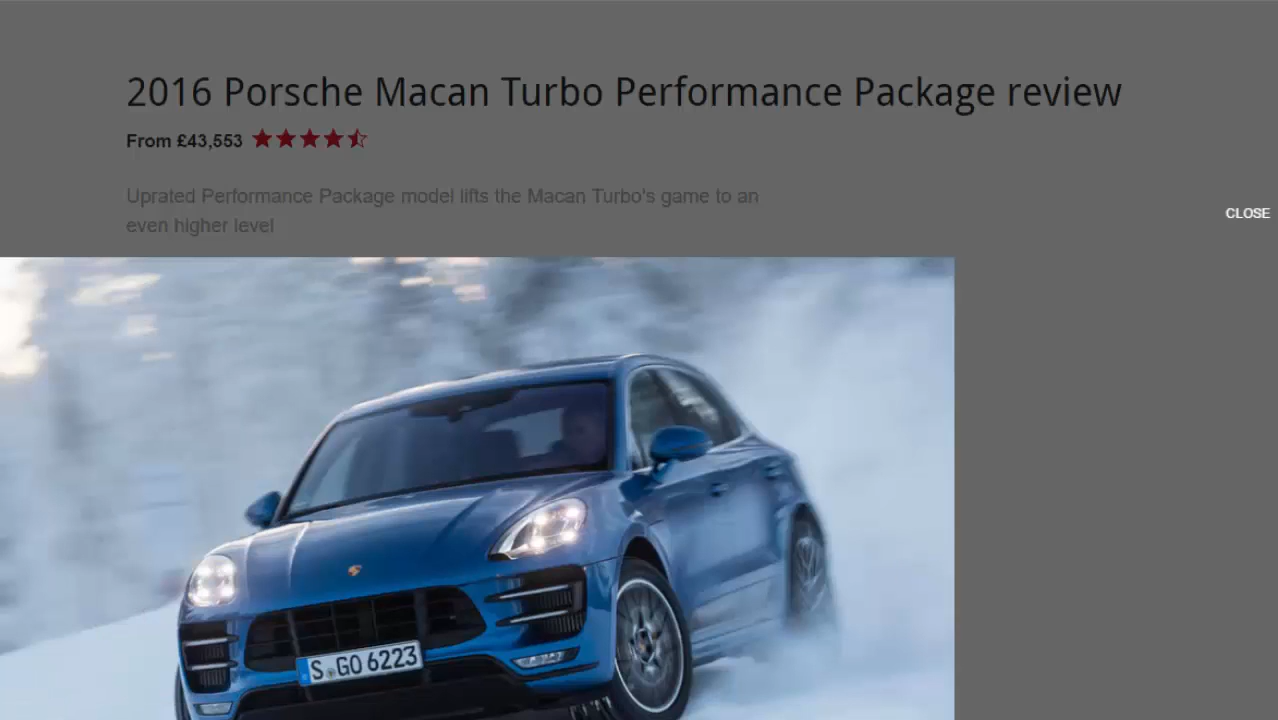 2016 Porsche Macan Turbo Performance Package review
From £43,553
Uprated Performance Package model lifts the Macan Turbo's game to an
even higher level
CLOSE
S GO 6223